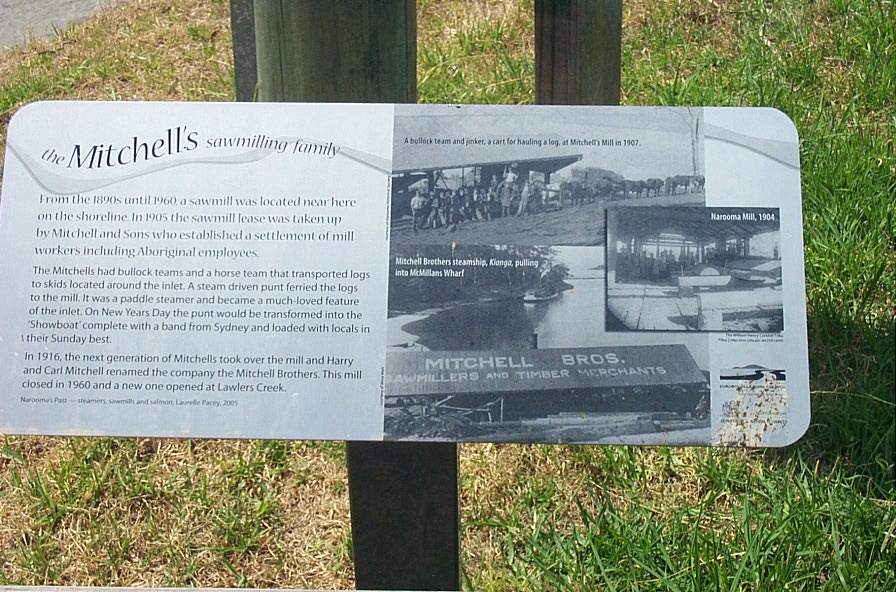 the Mitchell's sawmilling family
From the 1890s until 1960, a sawmill was located near here
on the shoreline. In 1905 the sawmill lease was taken up
by Mitchell and Sons who established a settlement of mill
workers including Aboriginal employees.
The Mitchells had bullock teams and a horse team that transported logs
to skids located around the inlet. A steam driven punt ferried the logs
to the mill. It was a paddle steamer and became a much-loved feature
of the inlet. On New Years Day the punt would be transformed into the
'Showboat' complete with a band from Sydney and loaded with locals in
their Sunday best.
In 1916, the next generation of Mitchells took over the mill and Harry
and Carl Mitchell renamed the company the Mitchell Brothers. This mill
closed in 1960 and a new one opened at Lawlers Creek.
Narooma's Past — steamers, sawmills and salmon, Laurelle Pacey, 2005
A bullock team and jinker, a cart for hauling a log, at Mitchell's Mill in 1907.
Narooma Mill, 1904
Mitchell Brothers steamship, Kianga, pulling
into McMillans Wharf
MITCHELL BROS.
SAWMILLERS AND TIMBER MERCHANTS